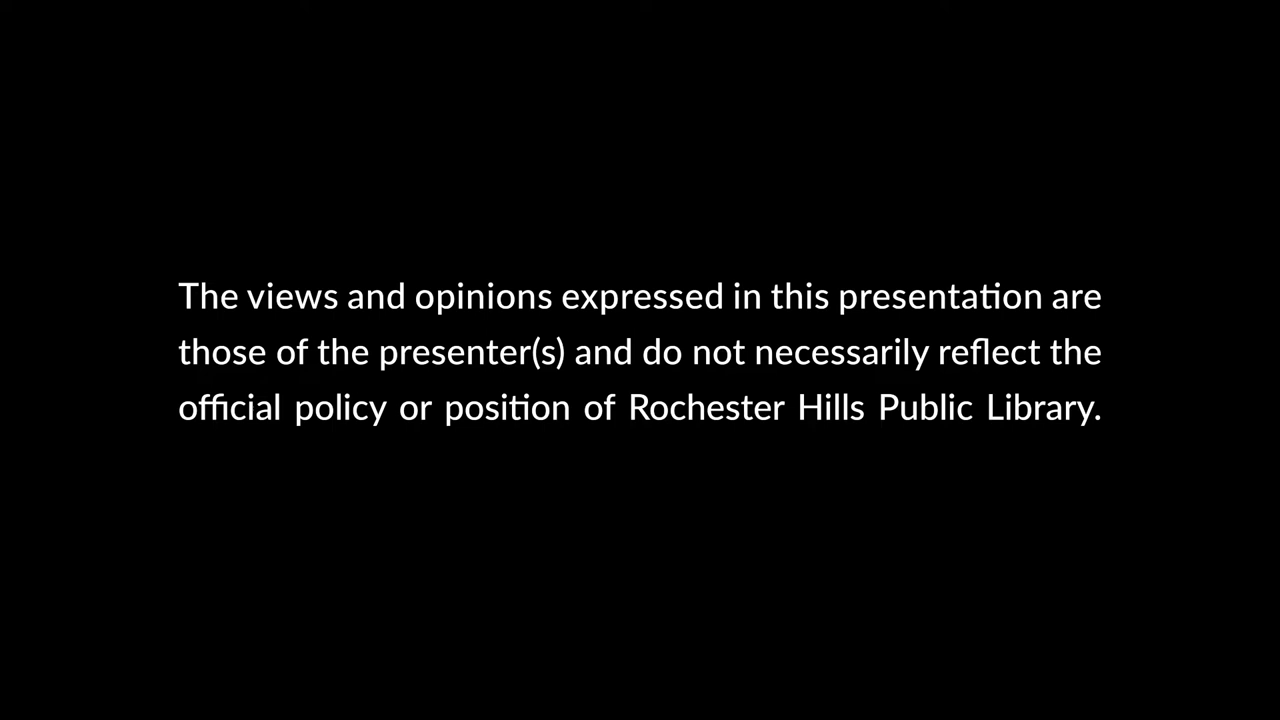 The views and opinions expressed in this presentation are
those of the presenter(s) and do not necessarily reflect the
official policy or position of Rochester Hills Public Library.